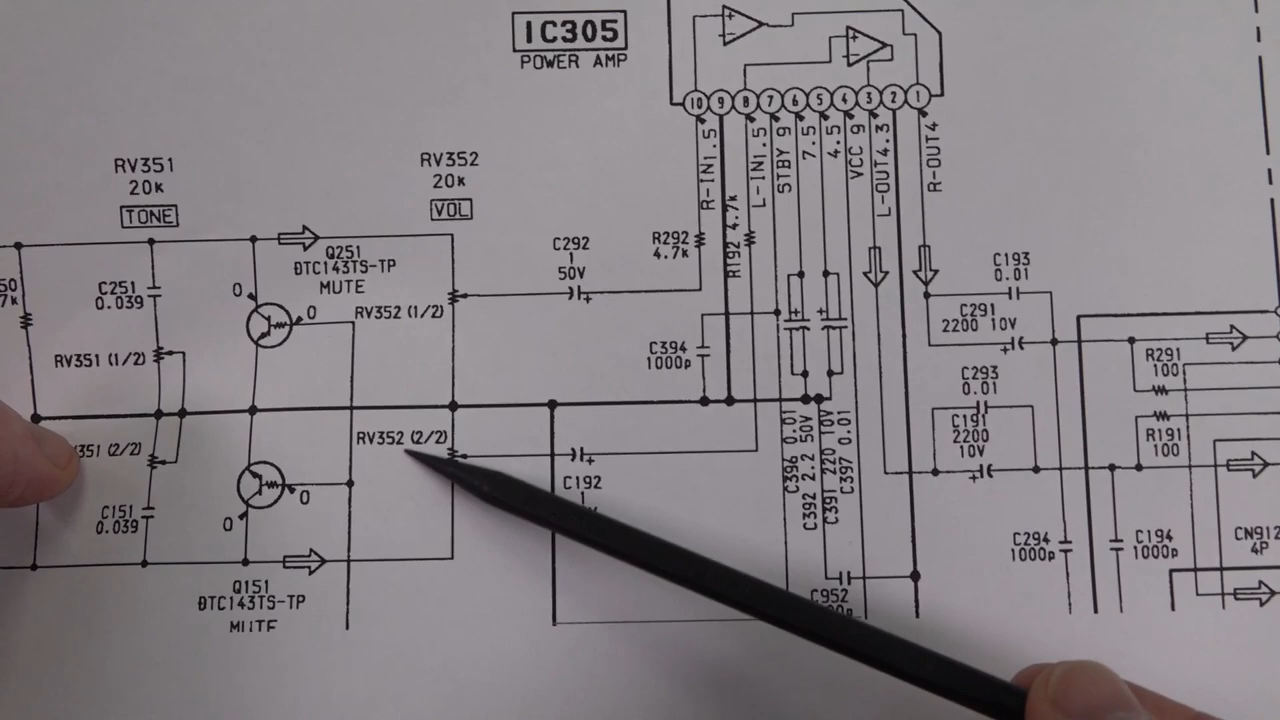 IC305
POWER AMP
10 9 8 7 6 5 4 3 2 1
R-IN1.5
R192 4.7k
L-IN1.5
STBY 9
7.5
4.5
VCC 9
L-OUT4.3
R-OUT4
RV351
20k
TONE
RV352
20k
VOL
Q251
DTC143TS-TP
MUTE
C251
0.039
0
0
RV351 (1/2)
RV352 (1/2)
C292
1
50V
R292
4.7k
C394
1000p
C193
0.01
C291
2200 10V
C293
0.01
C191
2200
10V
R291
100
R191
100
351 (2/2)
RV352 (2/2)
C151
0.039
0
0
Q151
DTC143TS-TP
MUTE
C192
1
C396 0.01
C392 2.2 50V
C391 220 10V
C397 0.01
C952
C294
1000p
C194
1000p
CN912
4P